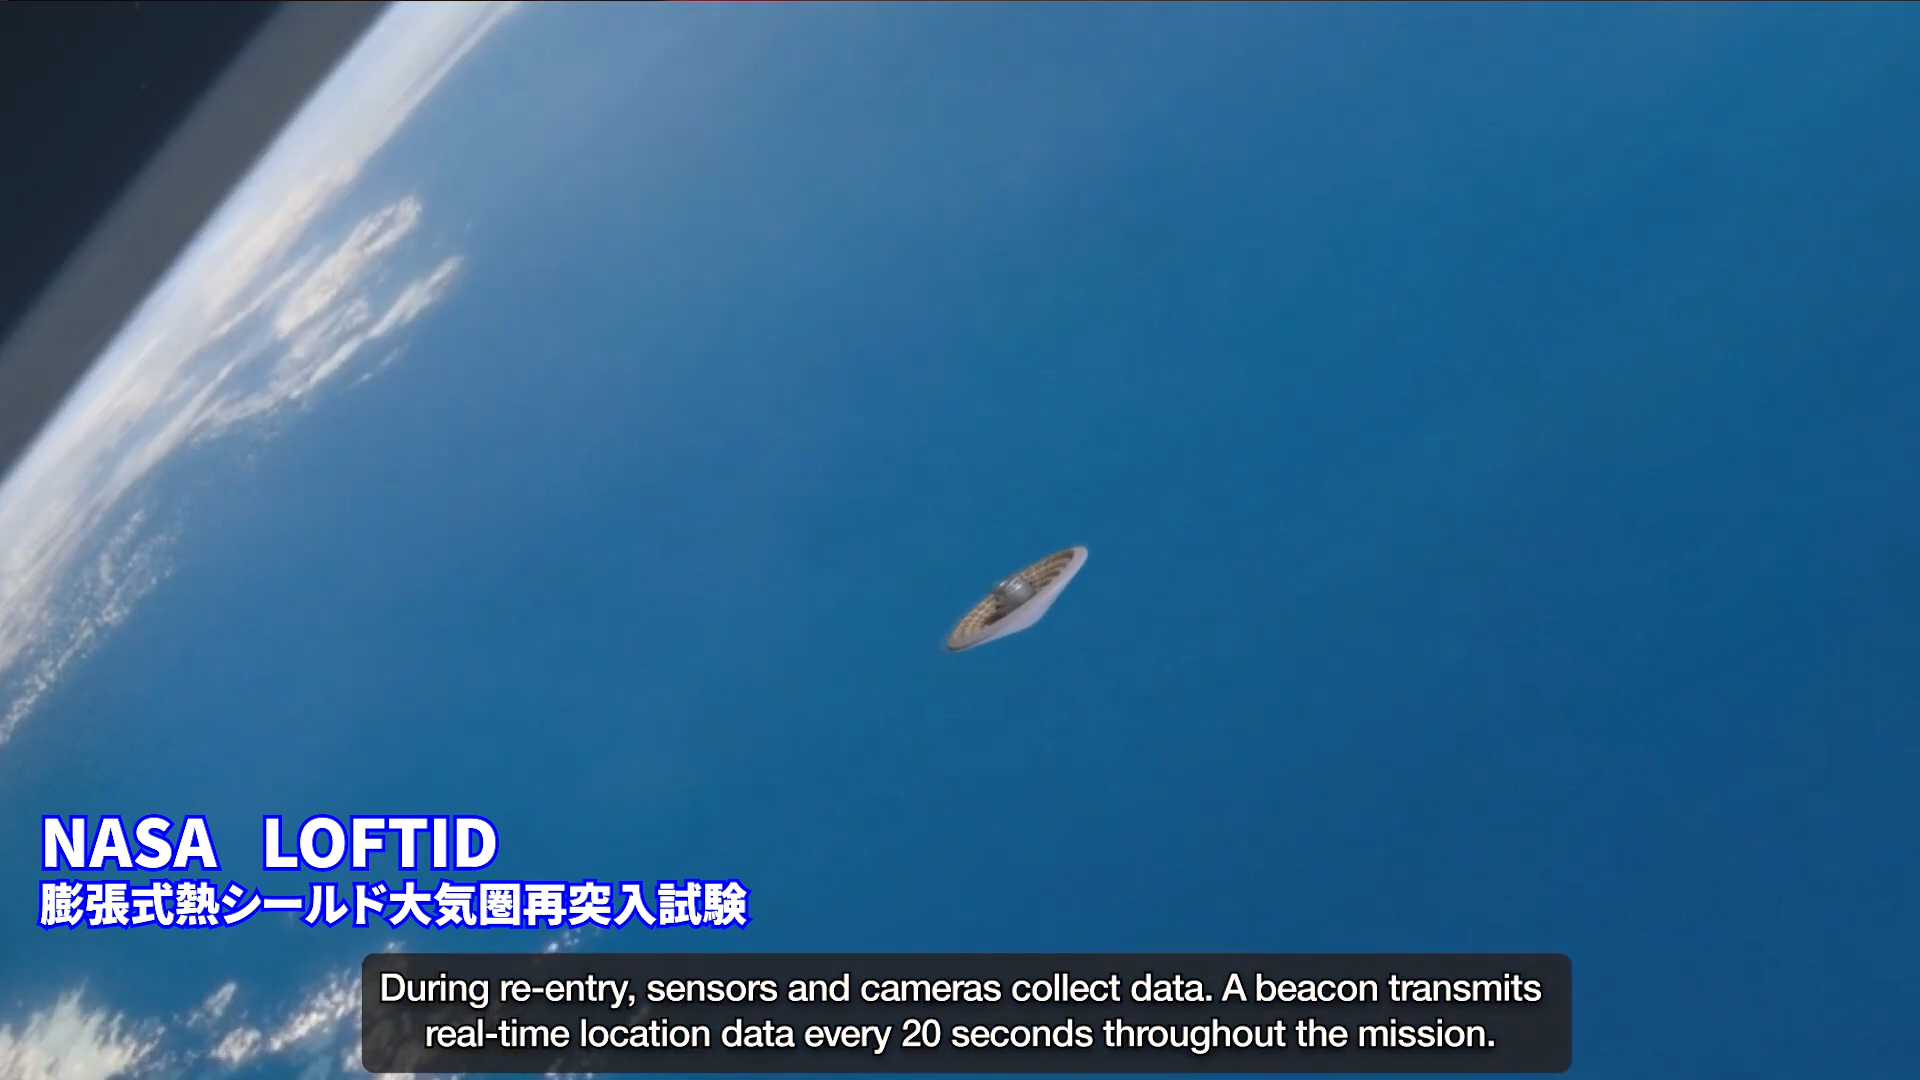 NASA LOFTID
膨張式熱シールド大気圏再突入試験
During re-entry, sensors and cameras collect data. A beacon transmits
real-time location data every 20 seconds throughout the mission.